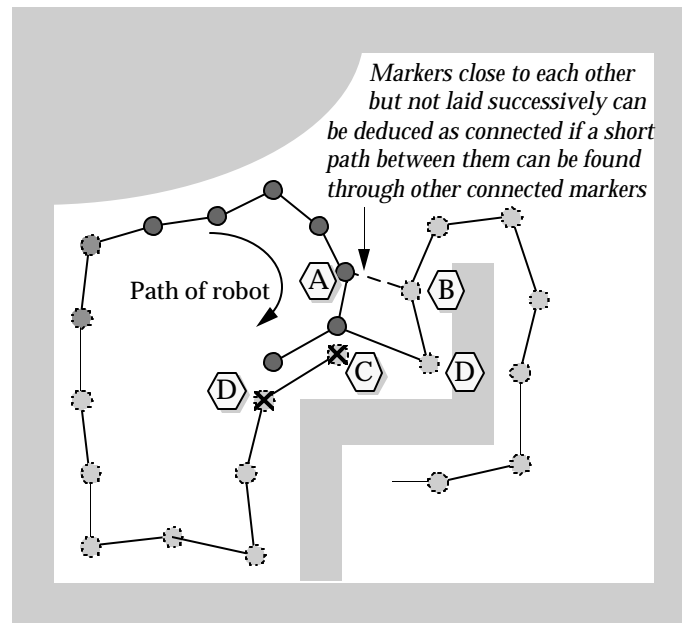 Markers close to each other
but not laid successively can
be deduced as connected if a short
path between them can be found
through other connected markers
A
B
Path of robot
C
D
D